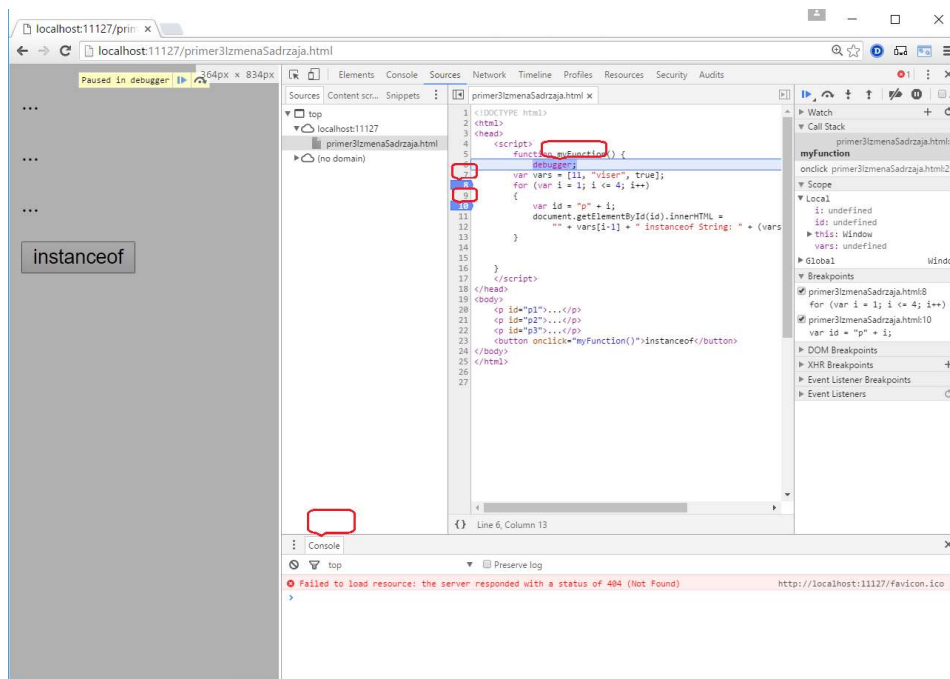 localhost:11127/prim
localhost:11127/primer3IzmenaSadrzaja.html
Paused in debugger
364px × 834px
...
...
...
instanceof
Elements Console Sources Network Timeline Profiles Resources Security Audits
1
Sources Content scr... Snippets
top
localhost:11127
primer3IzmenaSadrzaja.html
(no domain)
primer3IzmenaSadrzaja.html ×
1 <!DOCTYPE html>
2 <html>
3 <head>
4 <script>
5 function myFunction() {
6 debugger;
7 var vars = [11, "viser", true];
8 for (var i = 1; i <= 4; i++)
9 {
10 var id = "p" + i;
11 document.getElementById(id).innerHTML =
12 "" + vars[i-1] + " instanceof String: " + (vars
13 }
14
15
16 }
17 </script>
18 </head>
19 <body>
20 <p id="p1">...</p>
21 <p id="p2">...</p>
22 <p id="p3">...</p>
23 <button onclick="myFunction()">instanceof</button>
24 </body>
25 </html>
26
27
{} Line 6, Column 13
Watch
Call Stack
primer3IzmenaSadrzaja.html:
myFunction
onclick primer3IzmenaSadrzaja.html:2
Scope
Local
i: undefined
id: undefined
this: Window
vars: undefined
Global Windo
Breakpoints
primer3IzmenaSadrzaja.html:8
for (var i = 1; i <= 4; i++)
primer3IzmenaSadrzaja.html:10
var id = "p" + i;
DOM Breakpoints
XHR Breakpoints
Event Listener Breakpoints
Event Listeners
Console
top Preserve log
Failed to load resource: the server responded with a status of 404 (Not Found) http://localhost:11127/favicon.ico
>